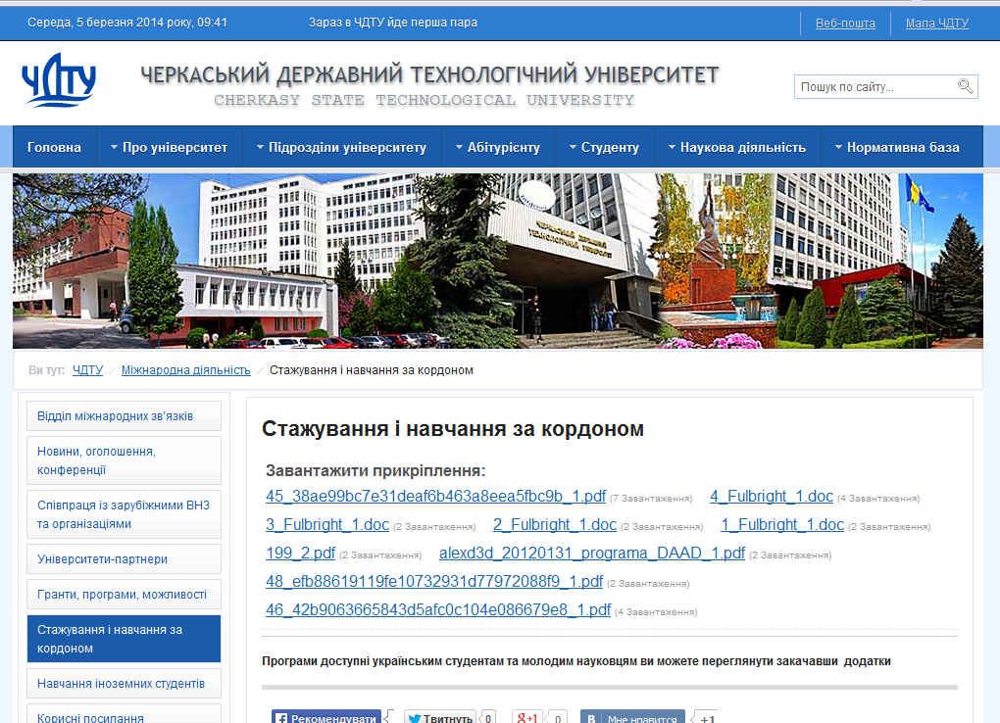 Середа, 5 березня 2014 року, 09:41 Зараз в ЧДТУ йде перша пара Веб-пошта Мапа ЧДТУ
ЧДТУ
ЧЕРКАСЬКИЙ ДЕРЖАВНИЙ ТЕХНОЛОГІЧНИЙ УНІВЕРСИТЕТ
CHERKASY STATE TECHNOLOGICAL UNIVERSITY
Пошук по сайту...
Головна Про університет Підрозділи університету Абітурієнту Студенту Наукова діяльність Нормативна база
ЧЕРКАСЬКИЙ ДЕРЖАВНИЙ
ТЕХНОЛОГІЧНИЙ УНІВЕРСИТЕТ
Ви тут: ЧДТУ Міжнародна діяльність Стажування і навчання за кордоном
Відділ міжнародних зв'язків
Новини, оголошення,
конференції
Співпраця із зарубіжними ВНЗ
та організаціями
Університети-партнери
Гранти, програми, можливості
Стажування і навчання за
кордоном
Навчання іноземних студентів
Корисні посилання
Стажування і навчання за кордоном
Завантажити прикріплення:
45_38ae99bc7e31deaf6b463a8eea5fbc9b_1.pdf (7 Завантаження) 4_Fulbright_1.doc (4 Завантаження)
3_Fulbright_1.doc (2 Завантаження) 2_Fulbright_1.doc (2 Завантаження) 1_Fulbright_1.doc (2 Завантаження)
199_2.pdf (2 Завантаження) alexd3d_20120131_programa_DAAD_1.pdf (2 Завантаження)
48_efb88619119fe10732931d77972088f9_1.pdf (2 Завантаження)
46_42b9063665843d5afc0c104e086679e8_1.pdf (4 Завантаження)
Програми доступні українським студентам та молодим науковцям ви можете переглянути закачавши додатки
Рекомендувати Твитнуть 0 g+1 0 В Мне нравится +1